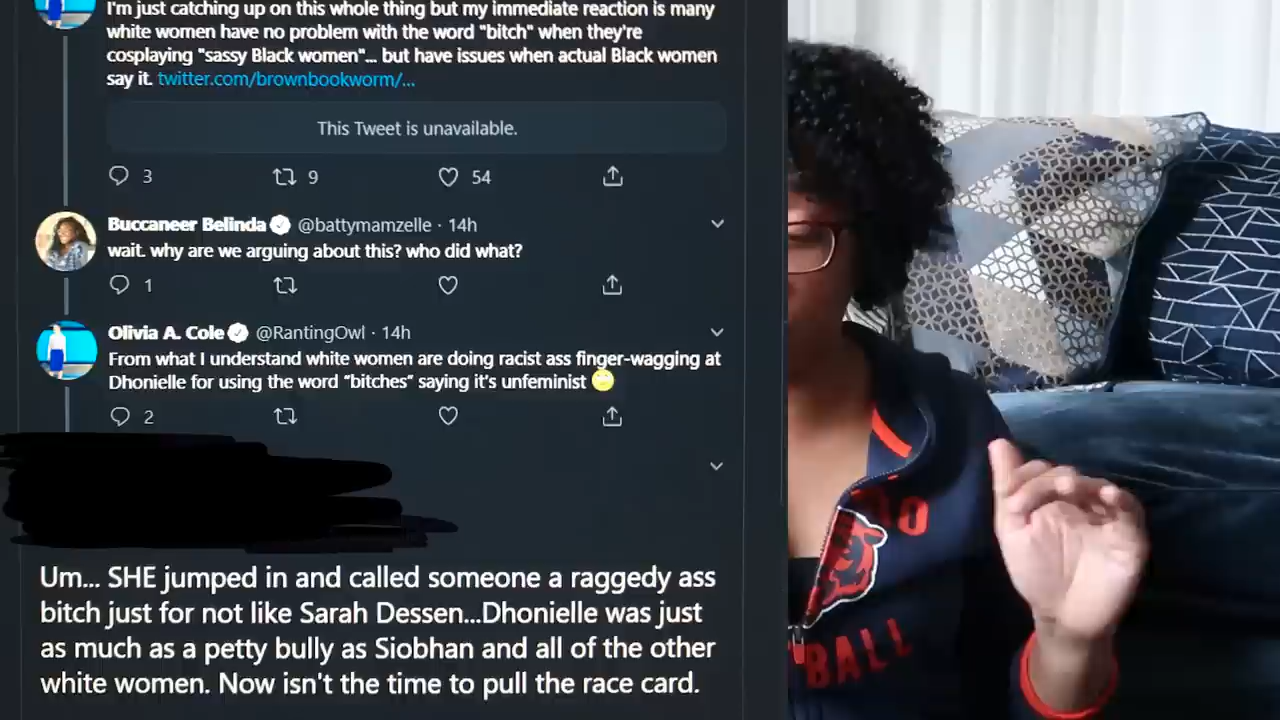 I'm just catching up on this whole thing but my immediate reaction is many
white women have no problem with the word "bitch" when they're
cosplaying "sassy Black women"... but have issues when actual Black women
say it. twitter.com/brownbookworm/...
This Tweet is unavailable.
3 9 54
Buccaneer Belinda @battymamzelle · 14h
wait. why are we arguing about this? who did what?
1
Olivia A. Cole @RantingOwl · 14h
From what I understand white women are doing racist ass finger-wagging at
Dhonielle for using the word "bitches" saying it's unfeminist 🙄
2
Um... SHE jumped in and called someone a raggedy ass
bitch just for not like Sarah Dessen...Dhonielle was just
as much as a petty bully as Siobhan and all of the other
white women. Now isn't the time to pull the race card.